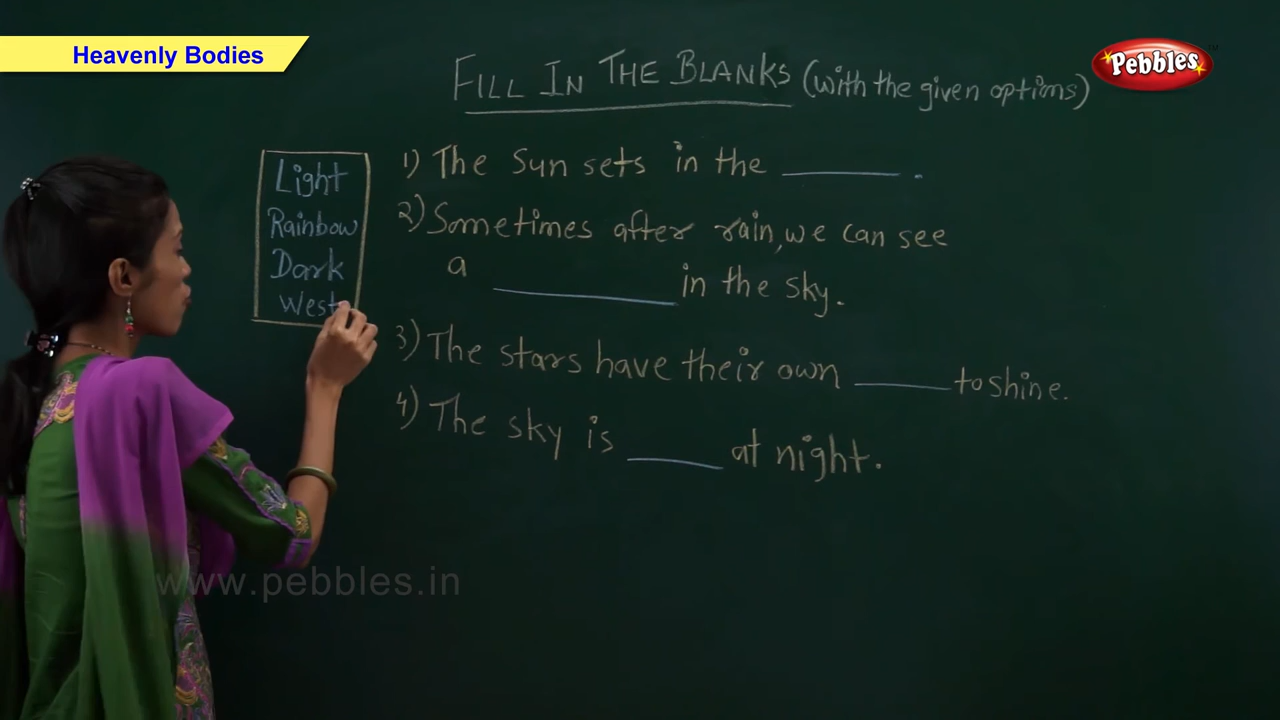 Heavenly Bodies
Pebbles™
FILL IN THE BLANKS (with the given options)
Light
Rainbow
Dark
West
1) The Sun sets in the ______.
2) Sometimes after rain, we can see
a ______ in the sky.
3) The stars have their own ______ to shine.
4) The sky is ______ at night.
www.pebbles.in